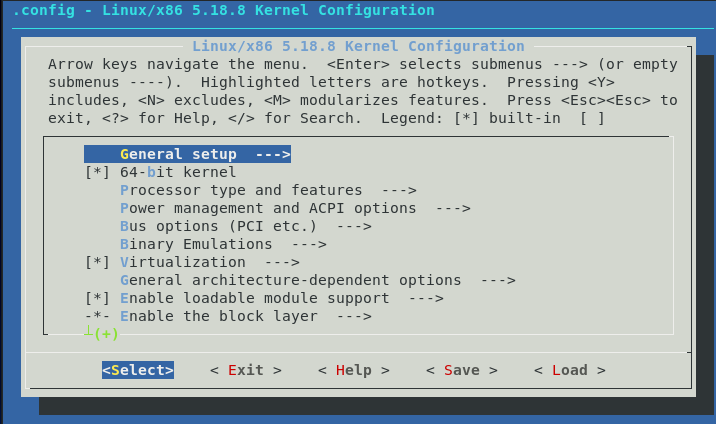 .config - Linux/x86 5.18.8 Kernel Configuration
Linux/x86 5.18.8 Kernel Configuration
Arrow keys navigate the menu.  <Enter> selects submenus ---> (or empty
submenus ----).  Highlighted letters are hotkeys.  Pressing <Y>
includes, <N> excludes, <M> modularizes features.  Press <Esc><Esc> to
exit, <?> for Help, </> for Search.  Legend: [*] built-in  [ ]
General setup  --->
[*] 64-bit kernel
Processor type and features  --->
Power management and ACPI options  --->
Bus options (PCI etc.)  --->
Binary Emulations  --->
[*] Virtualization  --->
General architecture-dependent options  --->
[*] Enable loadable module support  --->
-*- Enable the block layer  --->
┴(+)
<Select>    < Exit >    < Help >    < Save >    < Load >